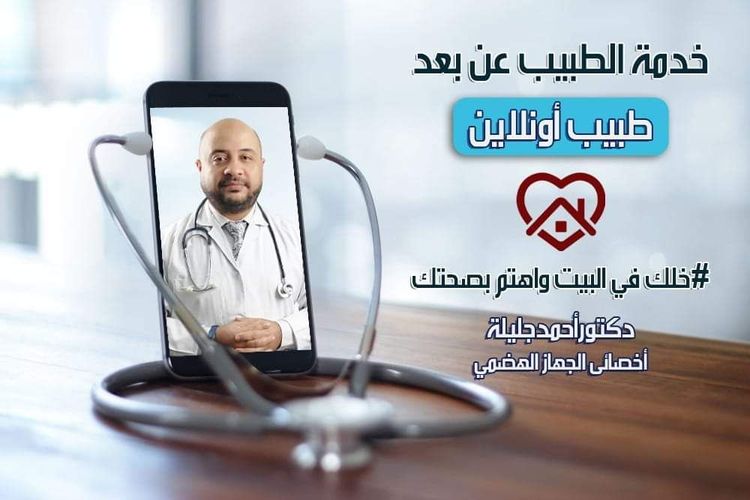 خدمة الطبيب عن بعد
طبيب أونلاين
#خلك في البيت واهتم بصحتك
دكتورأحمدجليلة
أخصائى الجهاز الهضمي